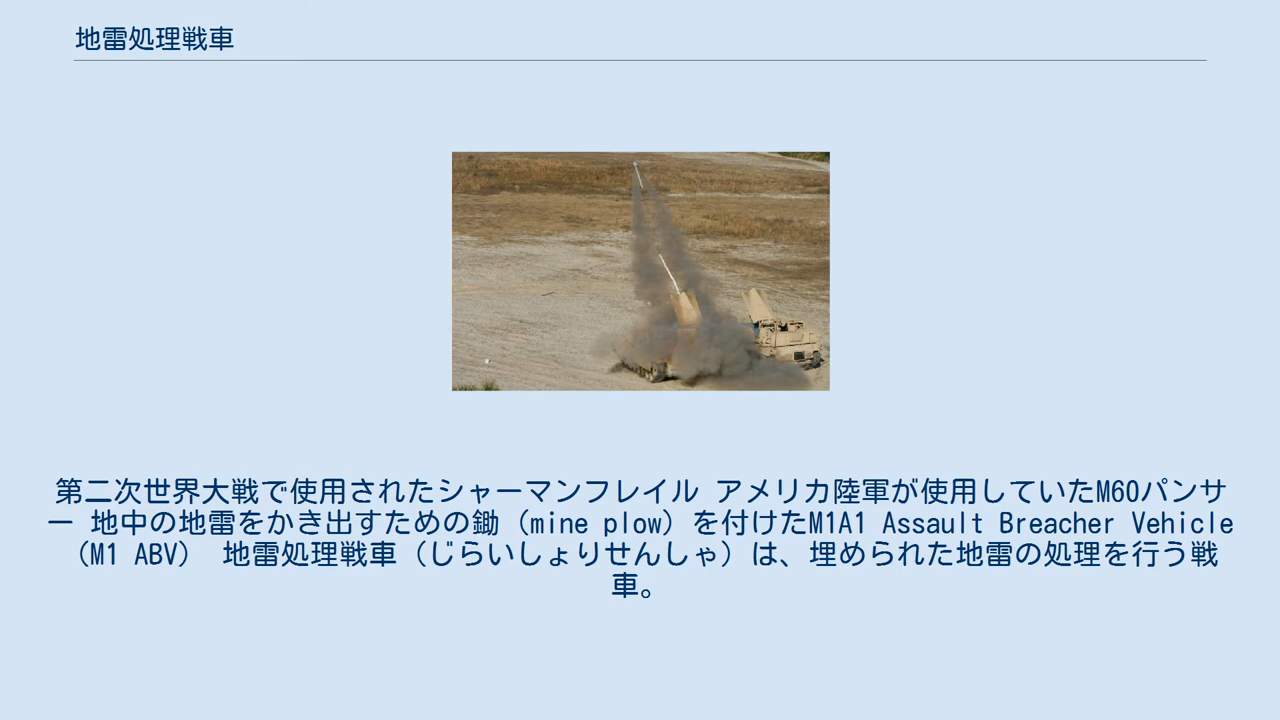 地雷処理戦車
第二次世界大戦で使用されたシャーマンフレイル アメリカ陸軍が使用していたM60パンサ
ー 地中の地雷をかき出すための鋤（mine plow）を付けたM1A1 Assault Breacher Vehicle
（M1 ABV） 地雷処理戦車（じらいしょりせんしゃ）は、埋められた地雷の処理を行う戦
車。